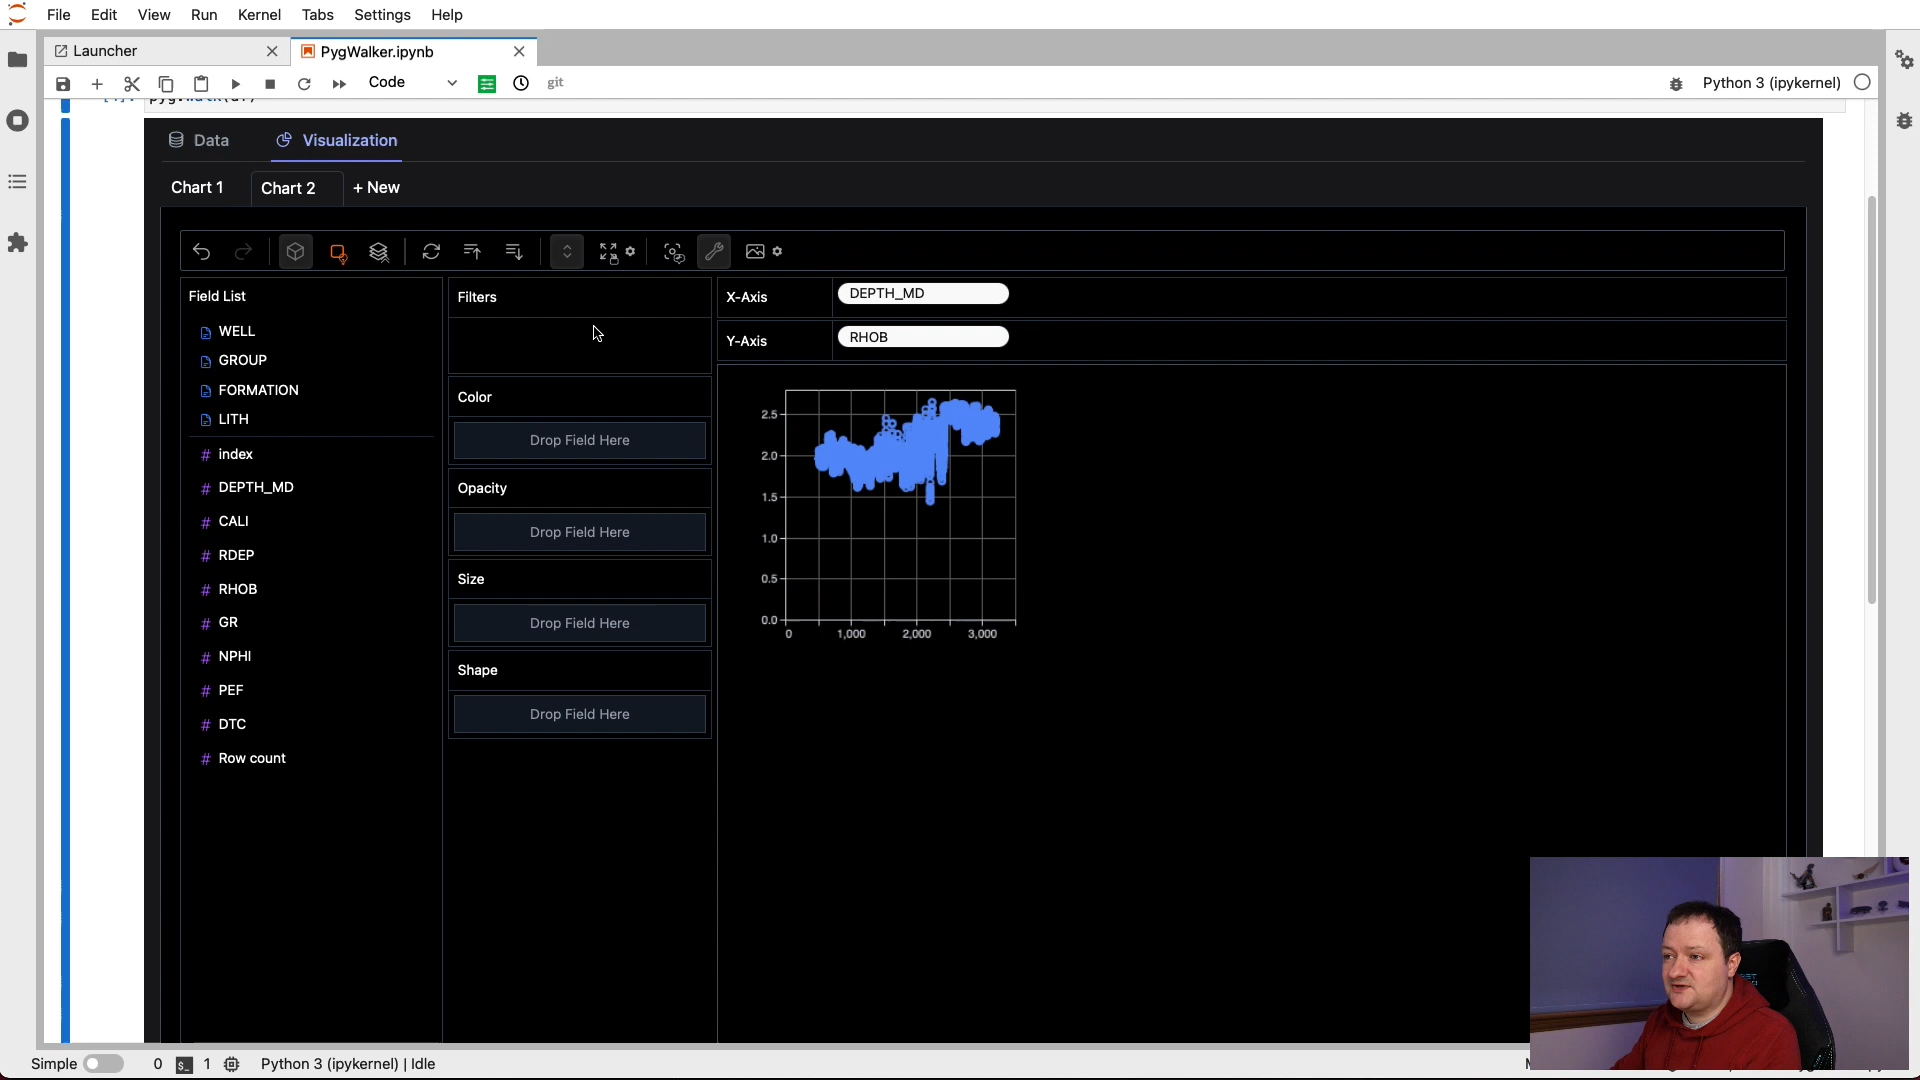 File Edit View Run Kernel Tabs Settings Help
Launcher PygWalker.ipynb
Code git Python 3 (ipykernel)
Data Visualization
Chart 1 Chart 2 + New
Field List
WELL
GROUP
FORMATION
LITH
# index
# DEPTH_MD
# CALI
# RDEP
# RHOB
# GR
# NPHI
# PEF
# DTC
# Row count
Filters
Color
Drop Field Here
Opacity
Drop Field Here
Size
Drop Field Here
Shape
Drop Field Here
X-Axis DEPTH_MD
Y-Axis RHOB
2.5
2.0
1.5
1.0
0.5
0.0
0 1,000 2,000 3,000
Simple 0 $_ 1 Python 3 (ipykernel) | Idle